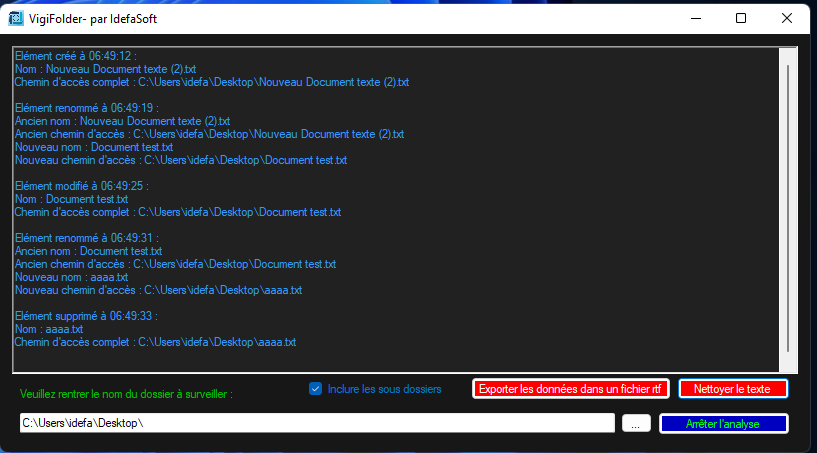 VigiFolder- par IdefaSoft
Elément créé à 06:49:12 :
Nom : Nouveau Document texte (2).txt
Chemin d'accès complet : C:\Users\idefa\Desktop\Nouveau Document texte (2).txt
Elément renommé à 06:49:19 :
Ancien nom : Nouveau Document texte (2).txt
Ancien chemin d'accès : C:\Users\idefa\Desktop\Nouveau Document texte (2).txt
Nouveau nom : Document test.txt
Nouveau chemin d'accès : C:\Users\idefa\Desktop\Document test.txt
Elément modifié à 06:49:25 :
Nom : Document test.txt
Chemin d'accès complet : C:\Users\idefa\Desktop\Document test.txt
Elément renommé à 06:49:31 :
Ancien nom : Document test.txt
Ancien chemin d'accès : C:\Users\idefa\Desktop\Document test.txt
Nouveau nom : aaaa.txt
Nouveau chemin d'accès : C:\Users\idefa\Desktop\aaaa.txt
Elément supprimé à 06:49:33 :
Nom : aaaa.txt
Chemin d'accès complet : C:\Users\idefa\Desktop\aaaa.txt
Veuillez rentrer le nom du dossier à surveiller :
Inclure les sous dossiers
Exporter les données dans un fichier rtf
Nettoyer le texte
C:\Users\idefa\Desktop\
...
Arrêter l'analyse